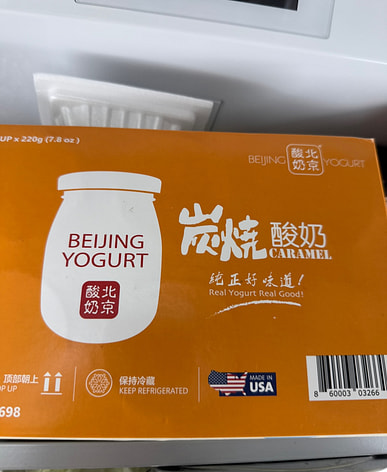 UP x 220g (7.8 oz )
BEIJING 酸北奶京 YOGURT
BEIJING
YOGURT
酸北
奶京
炭烧 酸奶
CARAMEL
纯正好味道!
Real Yogurt Real Good!
顶部朝上
OP UP
保持冷藏
KEEP REFRIGERATED
MADE IN
USA
8 60003 03266
698